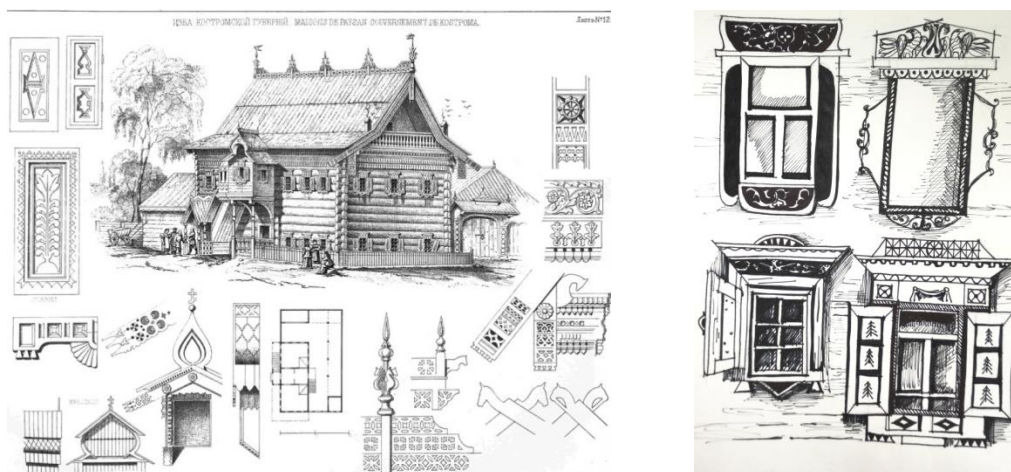 ИЗБА КОСТРОМСКОЙ ГУБЕРНІИ. MAISON DE PAYSAN GOUVERNEMENT DE KOSTROMA.
Листъ №12